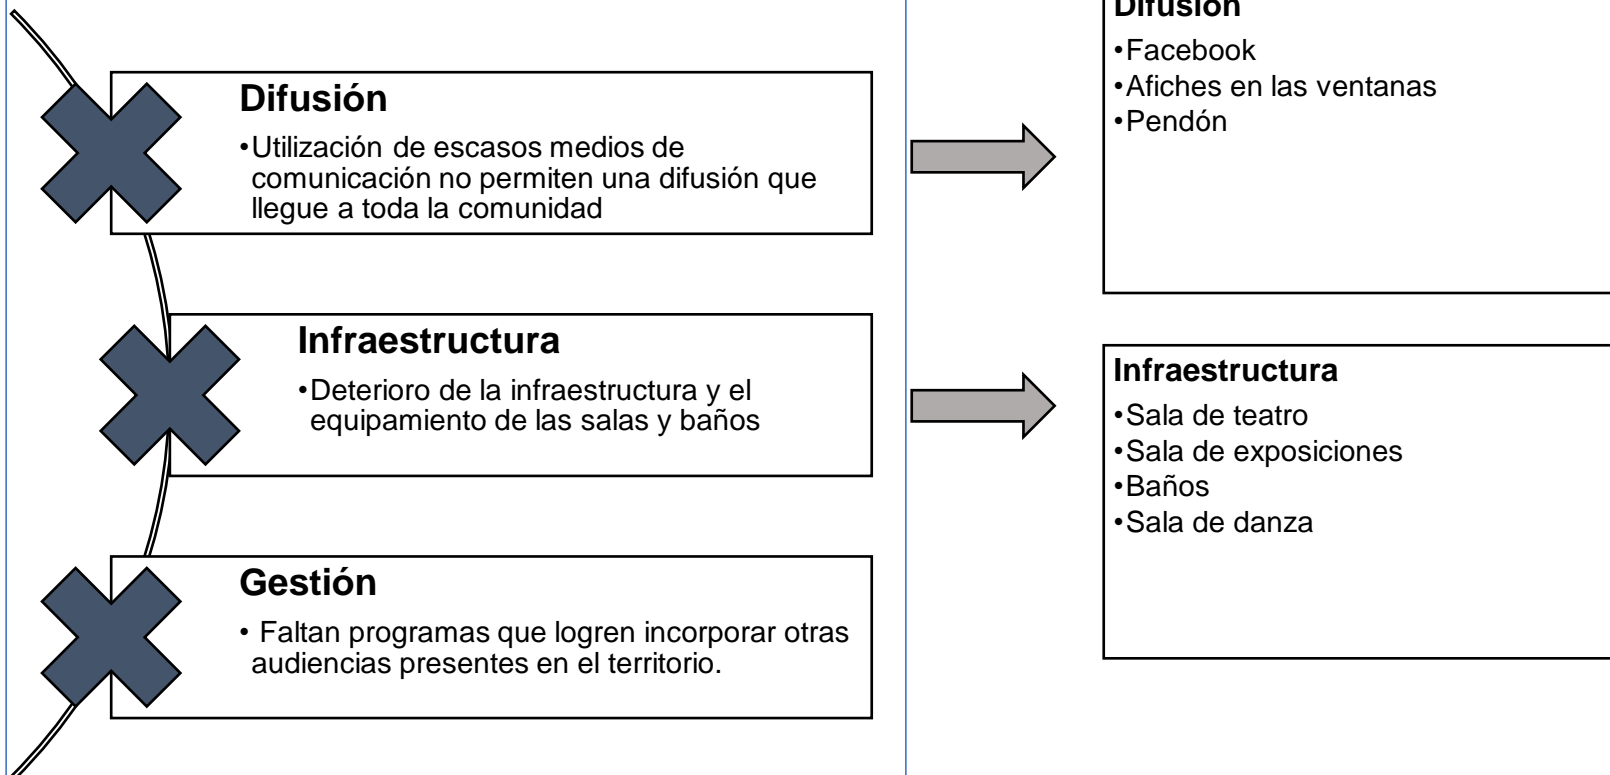 Difusión
•Utilización de escasos medios de
comunicación no permiten una difusión que
llegue a toda la comunidad
Infraestructura
•Deterioro de la infraestructura y el
equipamiento de las salas y baños
Gestión
• Faltan programas que logren incorporar otras
audiencias presentes en el territorio.
Difusión
•Facebook
•Afiches en las ventanas
•Pendón
Infraestructura
•Sala de teatro
•Sala de exposiciones
•Baños
•Sala de danza